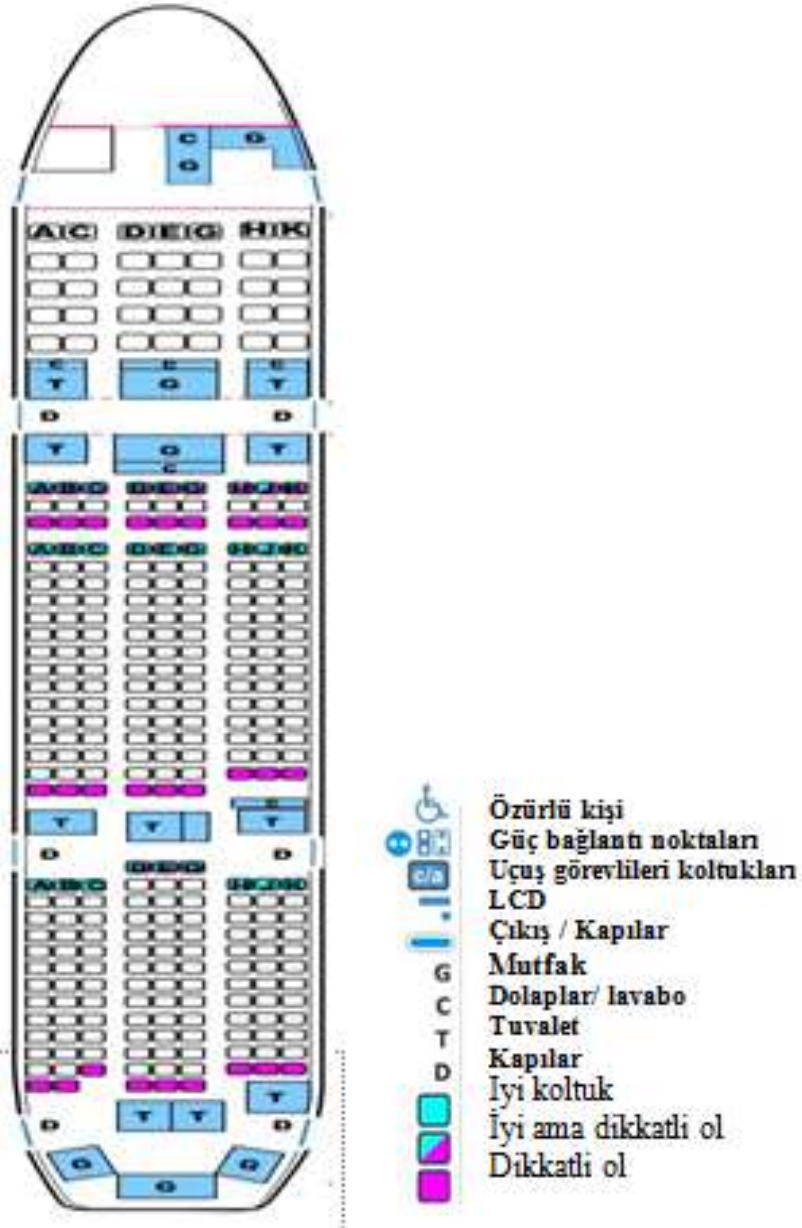 C G
G
A C D E G H K
C C C
T G T
D D
T G T
C
A B C D E G H J K
A B C D E G H J K
C
T T T
D D
D E G
A B C H J K
T
T T
D D
G G
G
Özürlü kişi
Güç bağlantı noktaları
c/a Uçuş görevlileri koltukları
LCD
Çıkış / Kapılar
G Mutfak
C Dolaplar/ lavabo
T Tuvalet
D Kapılar
İyi koltuk
İyi ama dikkatli ol
Dikkatli ol